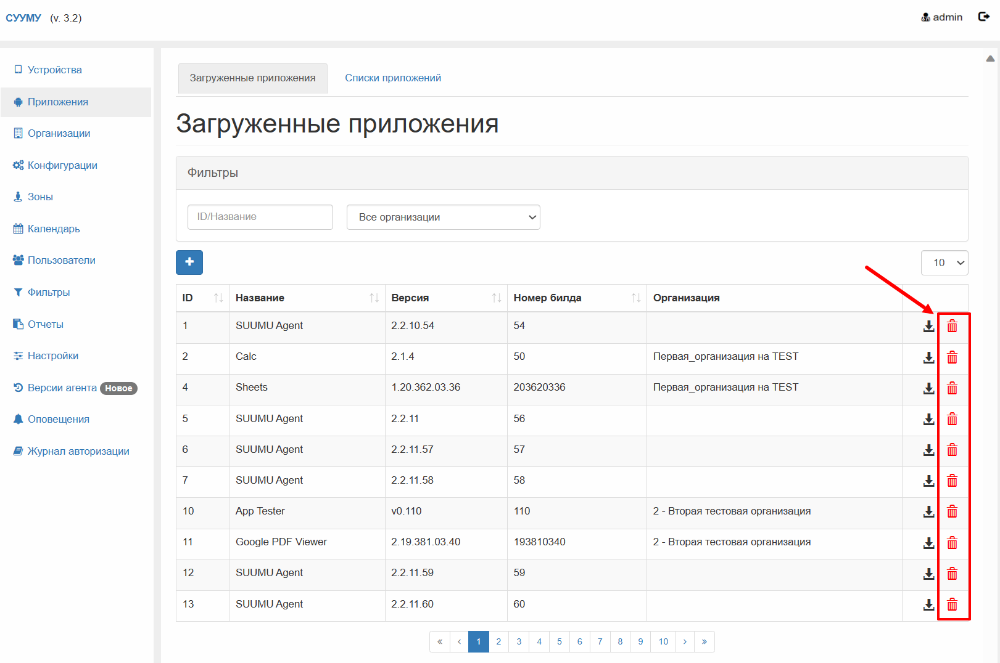 СУУМУ (v. 3.2)
admin
Устройства
Приложения
Организации
Конфигурации
Зоны
Календарь
Пользователи
Фильтры
Отчеты
Настройки
Версии агента Новое
Оповещения
Журнал авторизации
Загруженные приложения Списки приложений
Загруженные приложения
Фильтры
ID/Название Все организации
+ 10
ID Название Версия Номер билда Организация
1 SUUMU Agent 2.2.10.54 54
2 Calc 2.1.4 50 Первая_организация на TEST
4 Sheets 1.20.362.03.36 203620336 Первая_организация на TEST
5 SUUMU Agent 2.2.11 56
6 SUUMU Agent 2.2.11.57 57
7 SUUMU Agent 2.2.11.58 58
10 App Tester v0.110 110 2 - Вторая тестовая организация
11 Google PDF Viewer 2.19.381.03.40 193810340 2 - Вторая тестовая организация
12 SUUMU Agent 2.2.11.59 59
13 SUUMU Agent 2.2.11.60 60
« ‹ 1 2 3 4 5 6 7 8 9 10 › »